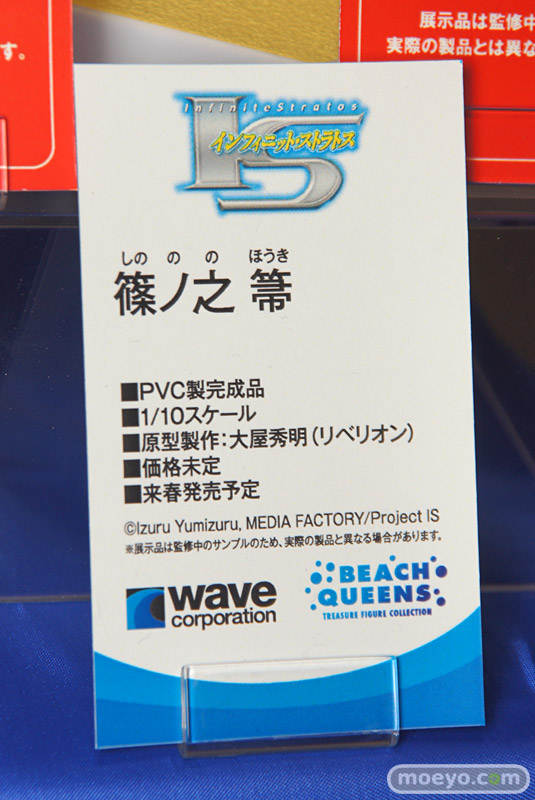 す。
展示品は監修中
実際の製品とは異な
InfiniteStratos
IS
インフィニット・ストラトス
しの の の ほうき
篠ノ之 箒
■PVC製完成品
■1/10スケール
■原型製作：大屋秀明（リベリオン）
■価格未定
■来春発売予定
©Izuru Yumizuru, MEDIA FACTORY/Project IS
※展示品は監修中のサンプルのため、実際の製品と異なる場合があります。
wave
corporation
BEACH
QUEENS
TREASURE FIGURE COLLECTION
moeyo.com